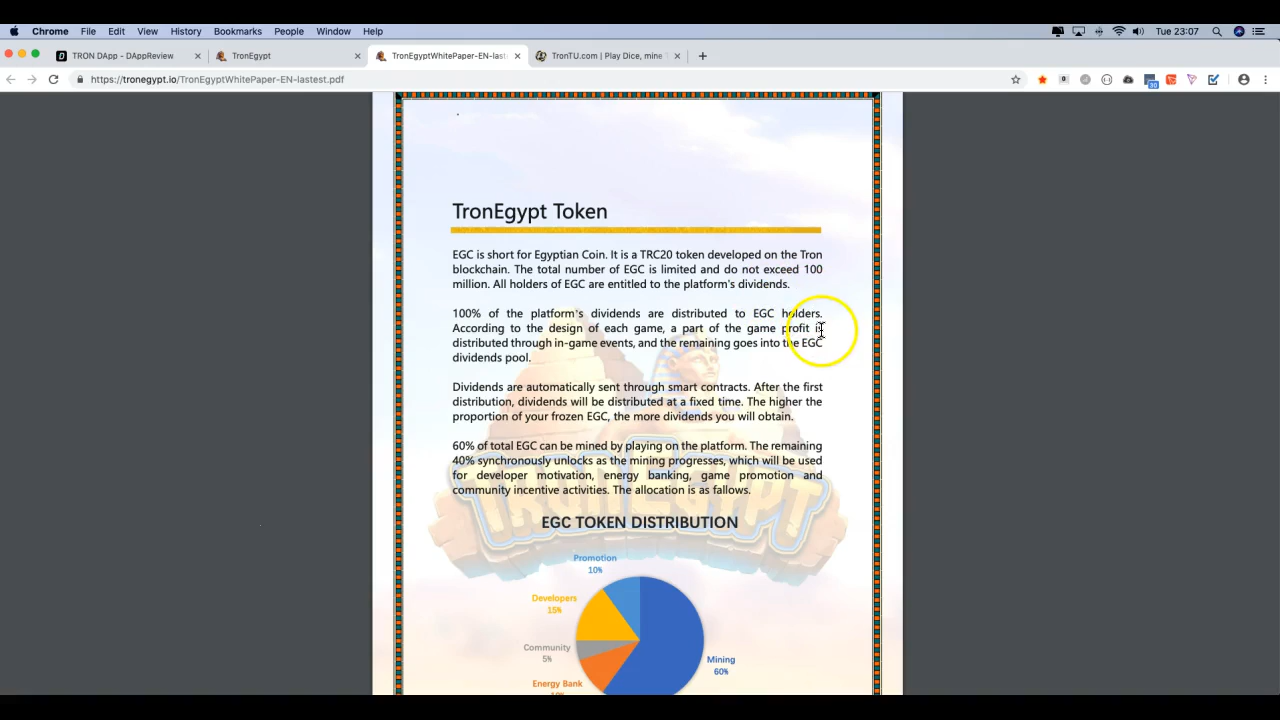 Chrome File Edit View History Bookmarks People Window Help Tue 23:07
TRON DApp - DAppReview
TronEgypt
TronEgyptWhitePaper-EN-last
TronTU.com | Play Dice, mine
https://tronegypt.io/TronEgyptWhitePaper-EN-lastest.pdf
30
TronEgypt Token
EGC is short for Egyptian Coin. It is a TRC20 token developed on the Tron
blockchain. The total number of EGC is limited and do not exceed 100
million. All holders of EGC are entitled to the platform's dividends.
100% of the platform's dividends are distributed to EGC holders.
According to the design of each game, a part of the game profit is
distributed through in-game events, and the remaining goes into the EGC
dividends pool.
Dividends are automatically sent through smart contracts. After the first
distribution, dividends will be distributed at a fixed time. The higher the
proportion of your frozen EGC, the more dividends you will obtain.
60% of total EGC can be mined by playing on the platform. The remaining
40% synchronously unlocks as the mining progresses, which will be used
for developer motivation, energy banking, game promotion and
community incentive activities. The allocation is as fallows.
TRONEGYPT
EGC TOKEN DISTRIBUTION
Promotion
10%
Developers
15%
Community
5%
Mining
60%
Energy Bank